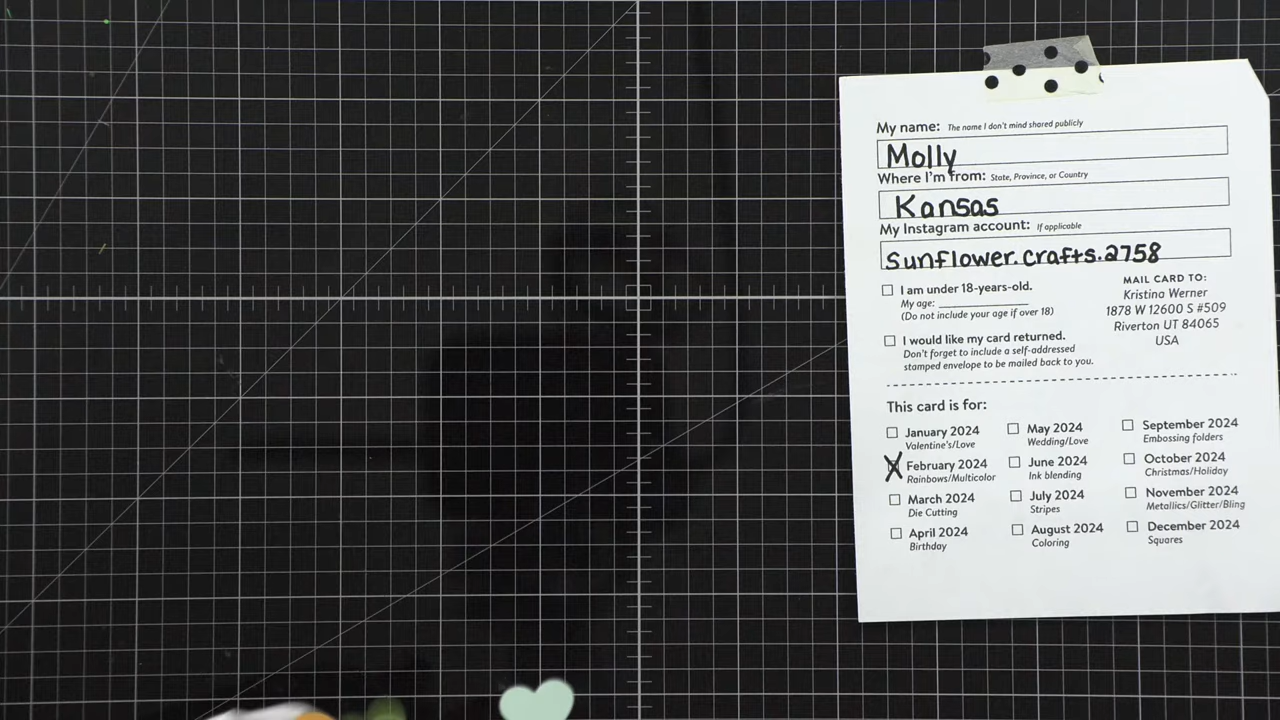 My name: The name I don't mind shared publicly
Molly
Where I'm from: State, Province, or Country
Kansas
My Instagram account: If applicable
sunflower.crafts.2758
I am under 18-years-old.
My age: ____________
(Do not include your age if over 18)
I would like my card returned.
Don't forget to include a self-addressed
stamped envelope to be mailed back to you.
MAIL CARD TO:
Kristina Werner
1878 W 12600 S #509
Riverton UT 84065
USA
This card is for:
January 2024
Valentine's/Love
X February 2024
Rainbows/Multicolor
March 2024
Die Cutting
April 2024
Birthday
May 2024
Wedding/Love
June 2024
Ink blending
July 2024
Stripes
August 2024
Coloring
September 2024
Embossing folders
October 2024
Christmas/Holiday
November 2024
Metallics/Glitter/Bling
December 2024
Squares